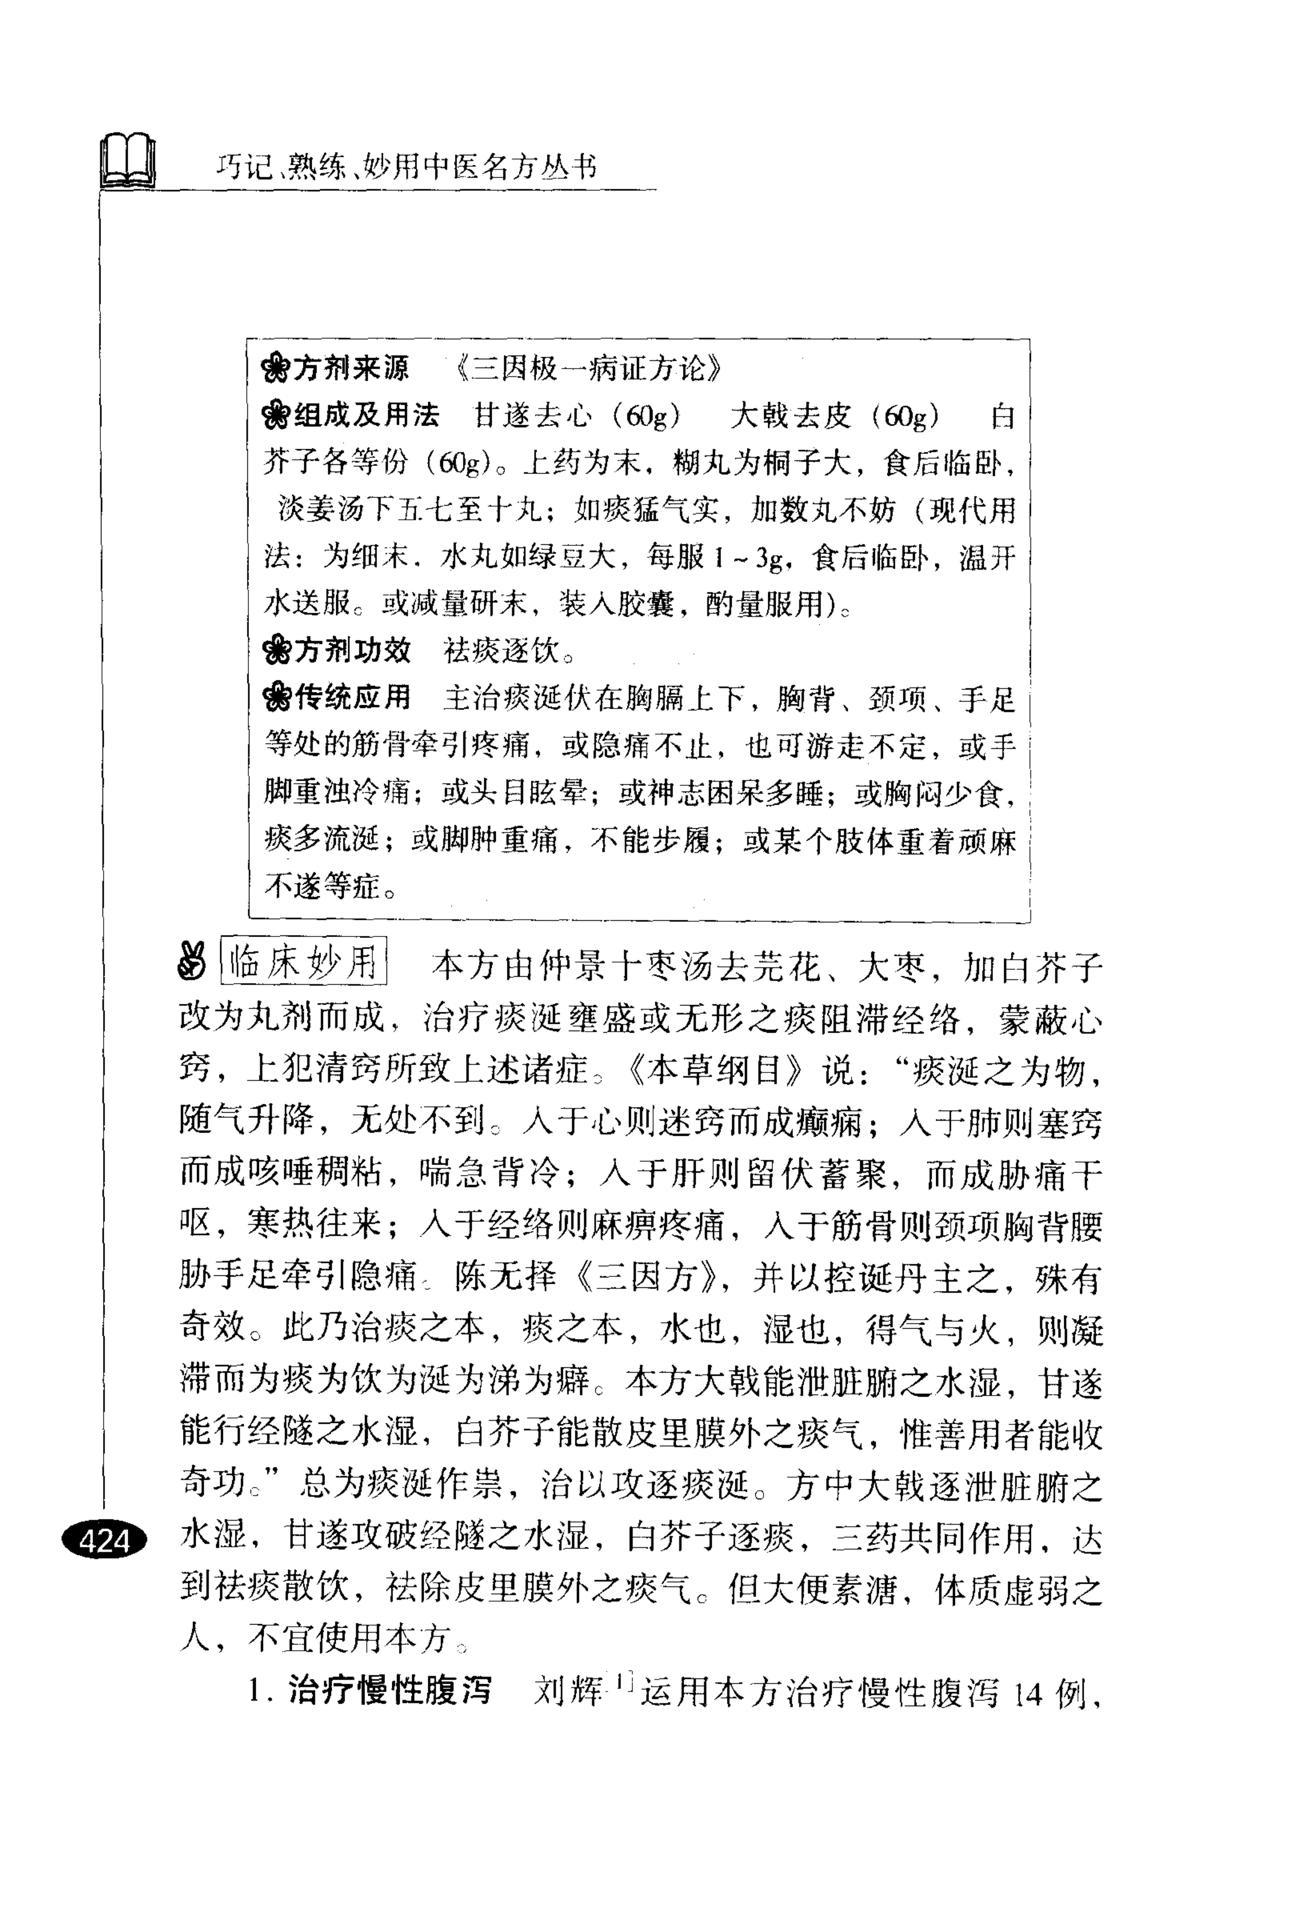 巧记、熟练、妙用中医名方丛书
方剂来源 《三因极一病证方论》
组成及用法 甘遂去心（60g） 大戟去皮（60g） 白
芥子各等份（60g）。上药为末，糊丸为桐子大，食后临卧，
淡姜汤下五七至十丸；如痰猛气实，加数丸不妨（现代用
法：为细末．水丸如绿豆大，每服1～3g，食后临卧，温开
水送服。或减量研末，装入胶囊，酌量服用）。
方剂功效 祛痰逐饮。
传统应用 主治痰涎伏在胸膈上下，胸背、颈项、手足
等处的筋骨牵引疼痛，或隐痛不止，也可游走不定，或手
脚重浊冷痛；或头目眩晕；或神志困呆多睡；或胸闷少食，
痰多流涎；或脚肿重痛，不能步履；或某个肢体重着顽麻
不遂等症。
临床妙用 本方由仲景十枣汤去芫花、大枣，加白芥子
改为丸剂而成，治疗痰涎壅盛或无形之痰阻滞经络，蒙蔽心
窍，上犯清窍所致上述诸症。《本草纲目》说：“痰涎之为物，
随气升降，无处不到。入于心则迷窍而成癫痫；入于肺则塞窍
而成咳唾稠粘，喘急背冷；入于肝则留伏蓄聚，而成胁痛干
呕，寒热往来；入于经络则麻痹疼痛，入于筋骨则颈项胸背腰
胁手足牵引隐痛。陈无择《三因方》，并以控诞丹主之，殊有
奇效。此乃治痰之本，痰之本，水也，湿也，得气与火，则凝
滞而为痰为饮为涎为涕为癖。本方大戟能泄脏腑之水湿，甘遂
能行经隧之水湿，白芥子能散皮里膜外之痰气，惟善用者能收
奇功。”总为痰涎作祟，治以攻逐痰涎。方中大戟逐泄脏腑之
水湿，甘遂攻破经隧之水湿，白芥子逐痰，三药共同作用，达
到祛痰散饮，祛除皮里膜外之痰气。但大便素溏，体质虚弱之
人，不宜使用本方。
424
1. 治疗慢性腹泻 刘辉[1]运用本方治疗慢性腹泻14例，